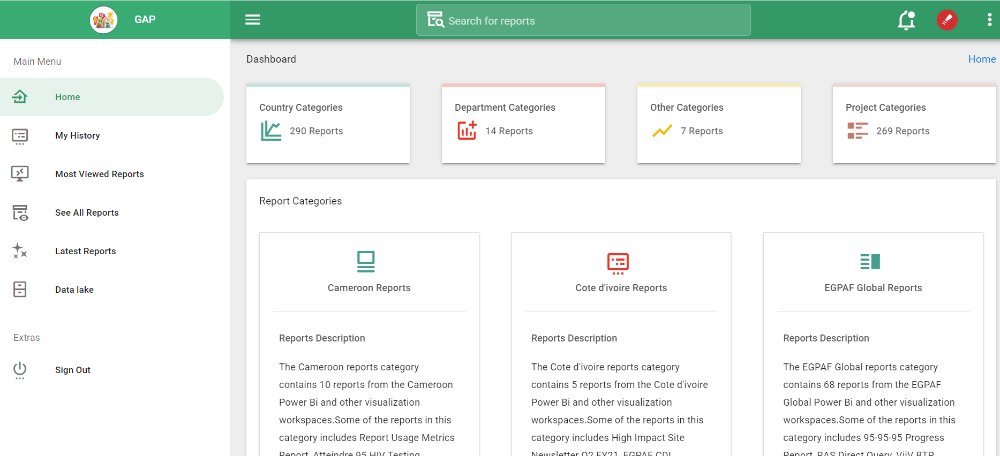 GAP
Search for reports
Main Menu
Home
My History
Most Viewed Reports
See All Reports
Latest Reports
Data lake
Extras
Sign Out
Dashboard
Home
Country Categories
290 Reports
Department Categories
14 Reports
Other Categories
7 Reports
Project Categories
269 Reports
Report Categories
Cameroon Reports
Reports Description
The Cameroon reports category
contains 10 reports from the Cameroon
Power Bi and other visualization
workspaces.Some of the reports in this
category includes Report Usage Metrics
Report, Atteindre 95 HIV Testing
Cote d'ivoire Reports
Reports Description
The Cote d'ivoire reports category
contains 5 reports from the Cote d'ivoire
Power Bi and other visualization
workspaces.Some of the reports in this
category includes High Impact Site
Newsletter Q2 FY21, EGPAF CDI
EGPAF Global Reports
Reports Description
The EGPAF Global reports category
contains 68 reports from the EGPAF
Global Power Bi and other visualization
workspaces.Some of the reports in this
category includes 95-95-95 Progress
Report, RAS Direct Query, ViiV BTP